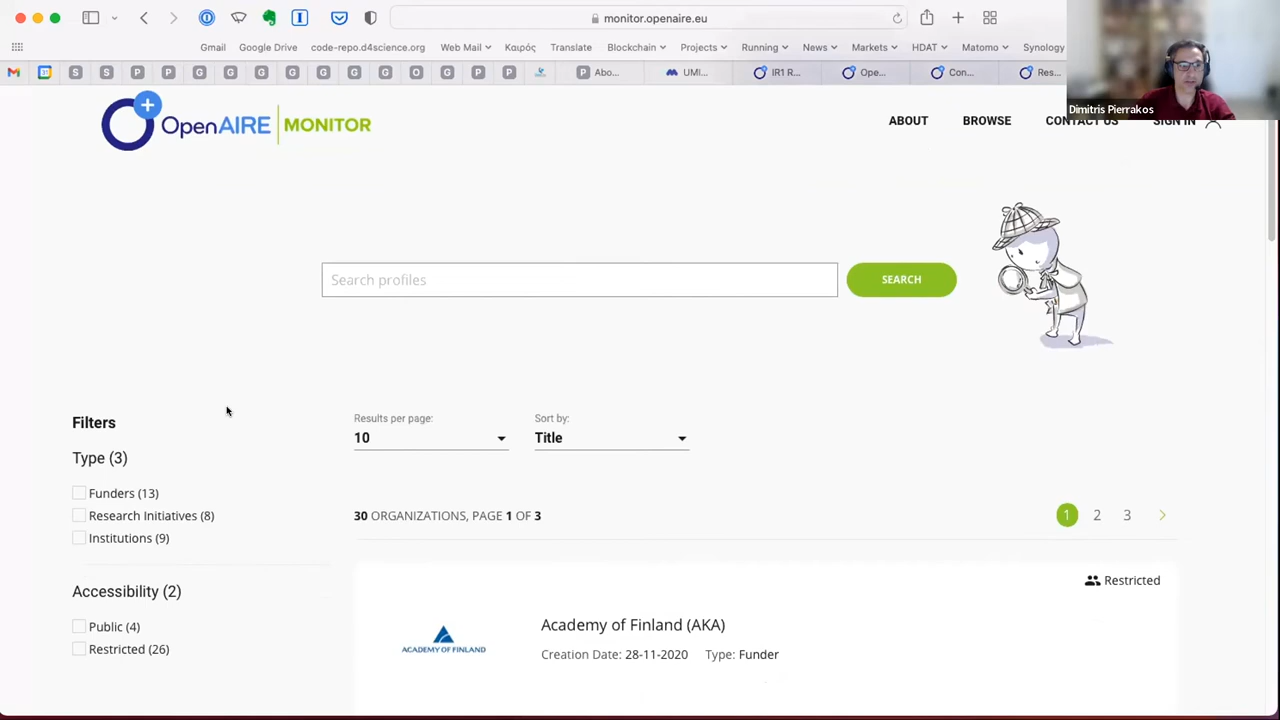 monitor.openaire.eu
Gmail Google Drive code-repo.d4science.org Web Mail Καιρός Translate Blockchain Projects Running News Markets HDAT Matomo Synology
S S P P G G G G G G G O G P P Abo... UMI... IR1 R... Ope... Con... Res...
Dimitris Pierrakos
OpenAIRE MONITOR
ABOUT BROWSE CONTACT US SIGN IN
Search profiles
SEARCH
Filters
Type (3)
Funders (13)
Research Initiatives (8)
Institutions (9)
Accessibility (2)
Public (4)
Restricted (26)
Results per page:
10
Sort by:
Title
30 ORGANIZATIONS, PAGE 1 OF 3
1 2 3
Restricted
ACADEMY OF FINLAND
Academy of Finland (AKA)
Creation Date: 28-11-2020 Type: Funder